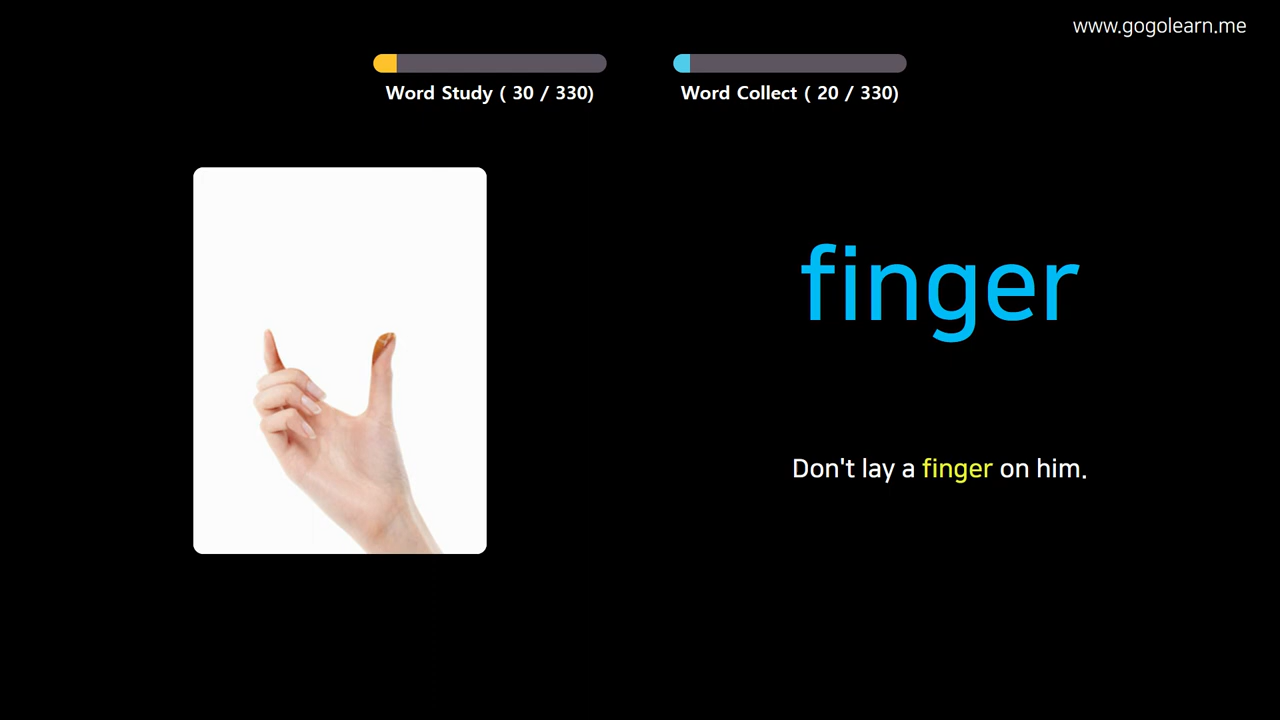 www.gogolearn.me
Word Study ( 30 / 330)
Word Collect ( 20 / 330)
finger
Don't lay a finger on him.